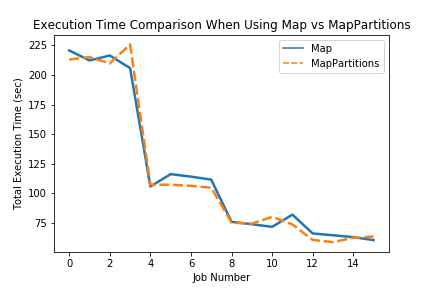 Execution Time Comparison When Using Map vs MapPartitions
Map
MapPartitions
Total Execution Time (sec)
225
200
175
150
125
100
75
0 2 4 6 8 10 12 14
Job Number